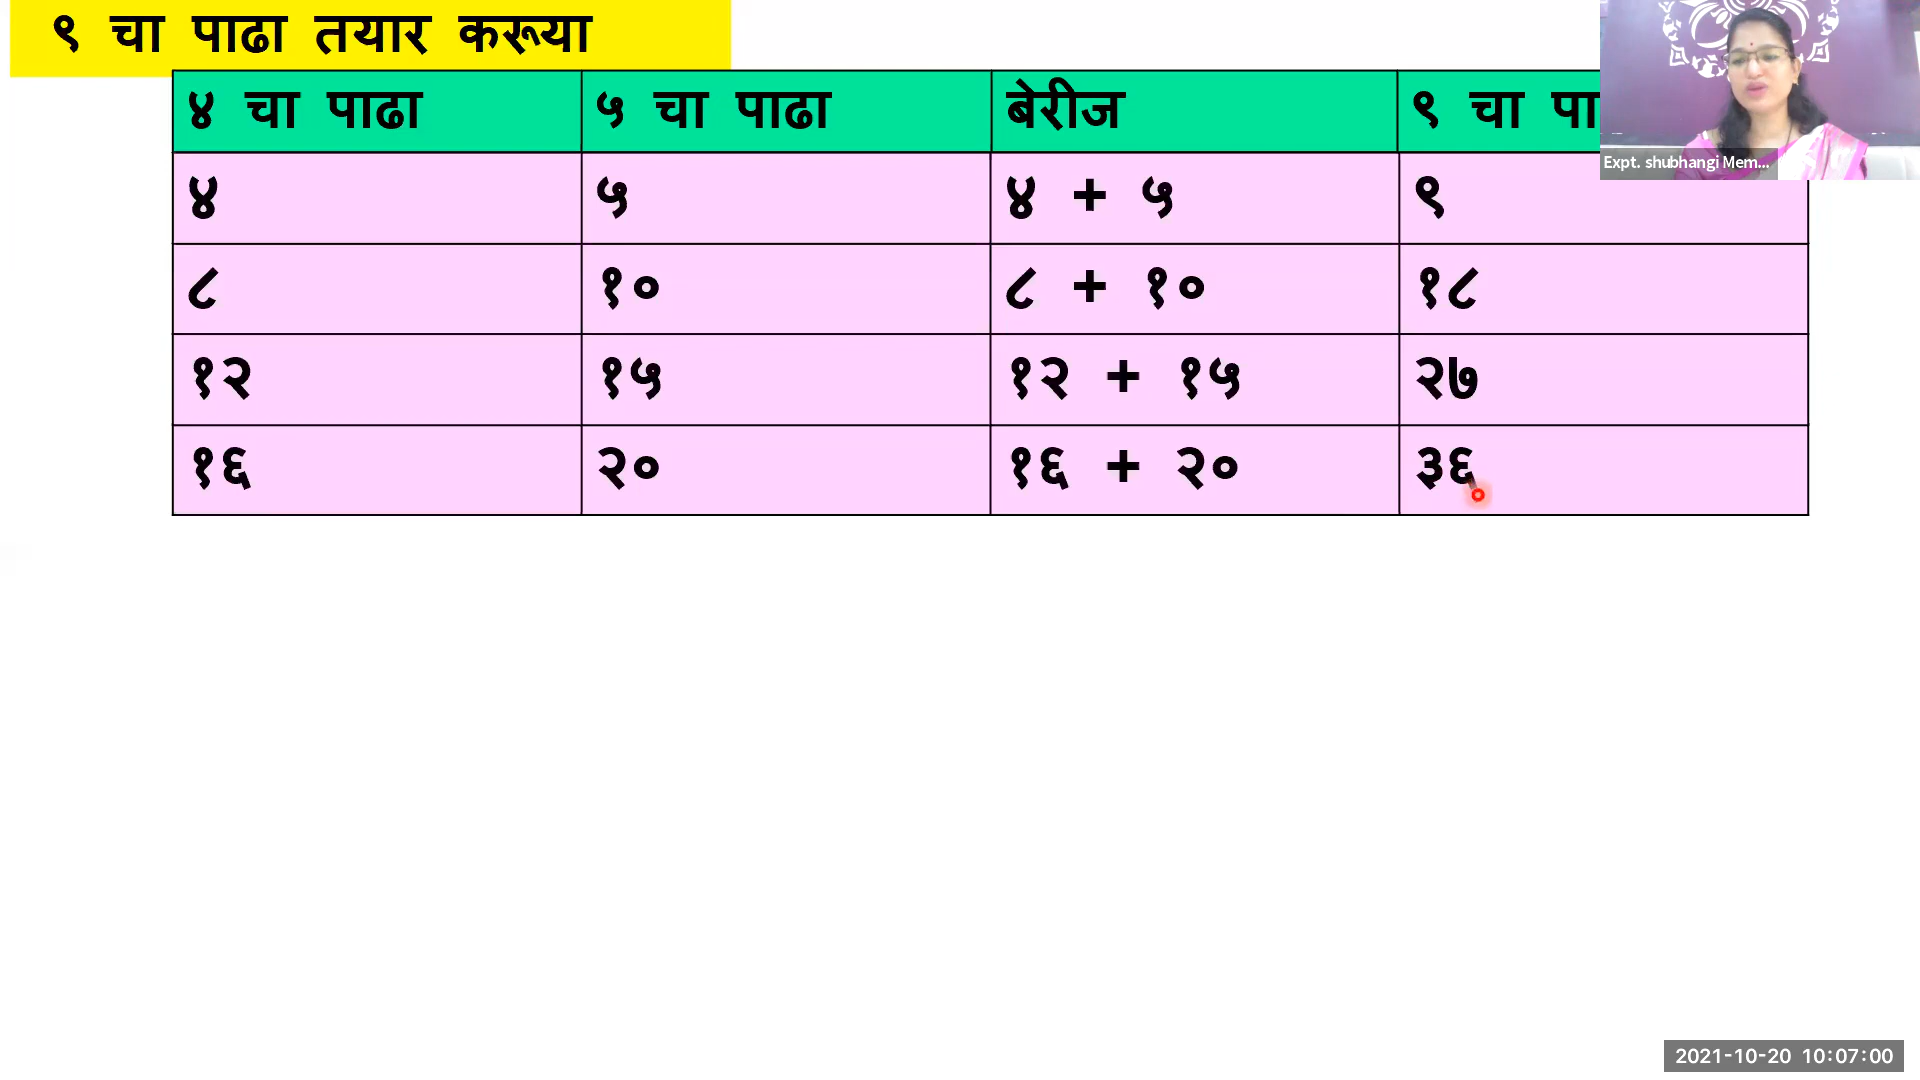 ९ चा पाढा तयार करूया
४ चा पाढा ५ चा पाढा बेरीज ९ चा पा
४ ५ ४ + ५ ९
८ १० ८ + १० १८
१२ १५ १२ + १५ २७
१६ २० १६ + २० ३६
Expt. shubhangi Mem...
2021-10-20 10:07:00